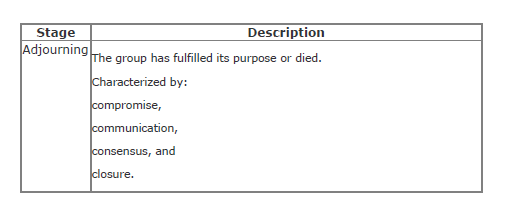 Stage Description
Adjourning
The group has fulfilled its purpose or died.
Characterized by:
compromise,
communication,
consensus, and
closure.